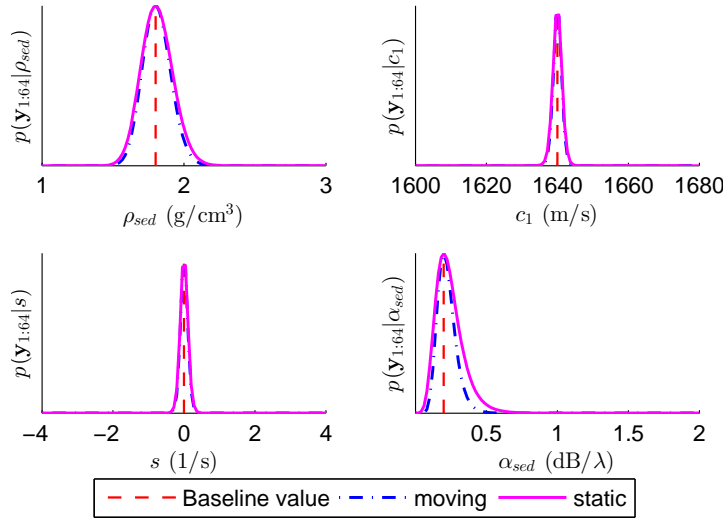 p(y1:64|ρsed)
1 2 3
ρsed (g/cm³)
p(y1:64|c1)
1600 1620 1640 1660 1680
c1 (m/s)
p(y1:64|s)
−4 −2 0 2 4
s (1/s)
p(y1:64|αsed)
0.5 1 1.5 2
αsed (dB/λ)
Baseline value moving static